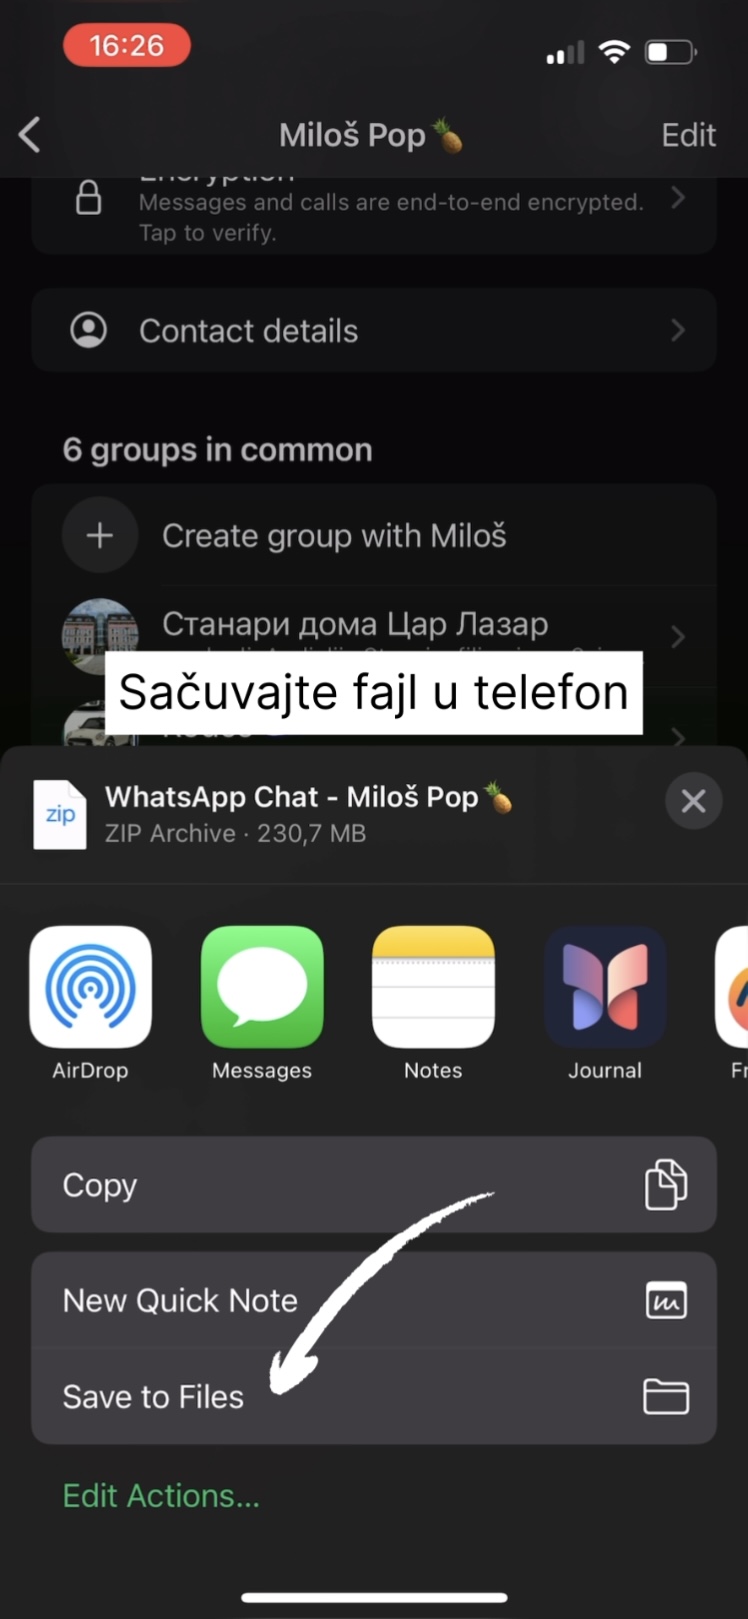 16:26
Miloš Pop🍍
Edit
Encryption
Messages and calls are end-to-end encrypted.
Tap to verify.
Contact details
6 groups in common
Create group with Miloš
Станари дома Цар Лазар
Sačuvajte fajl u telefon
zip
WhatsApp Chat - Miloš Pop🍍
ZIP Archive · 230,7 MB
AirDrop
Messages
Notes
Journal
Copy
New Quick Note
Save to Files
Edit Actions...